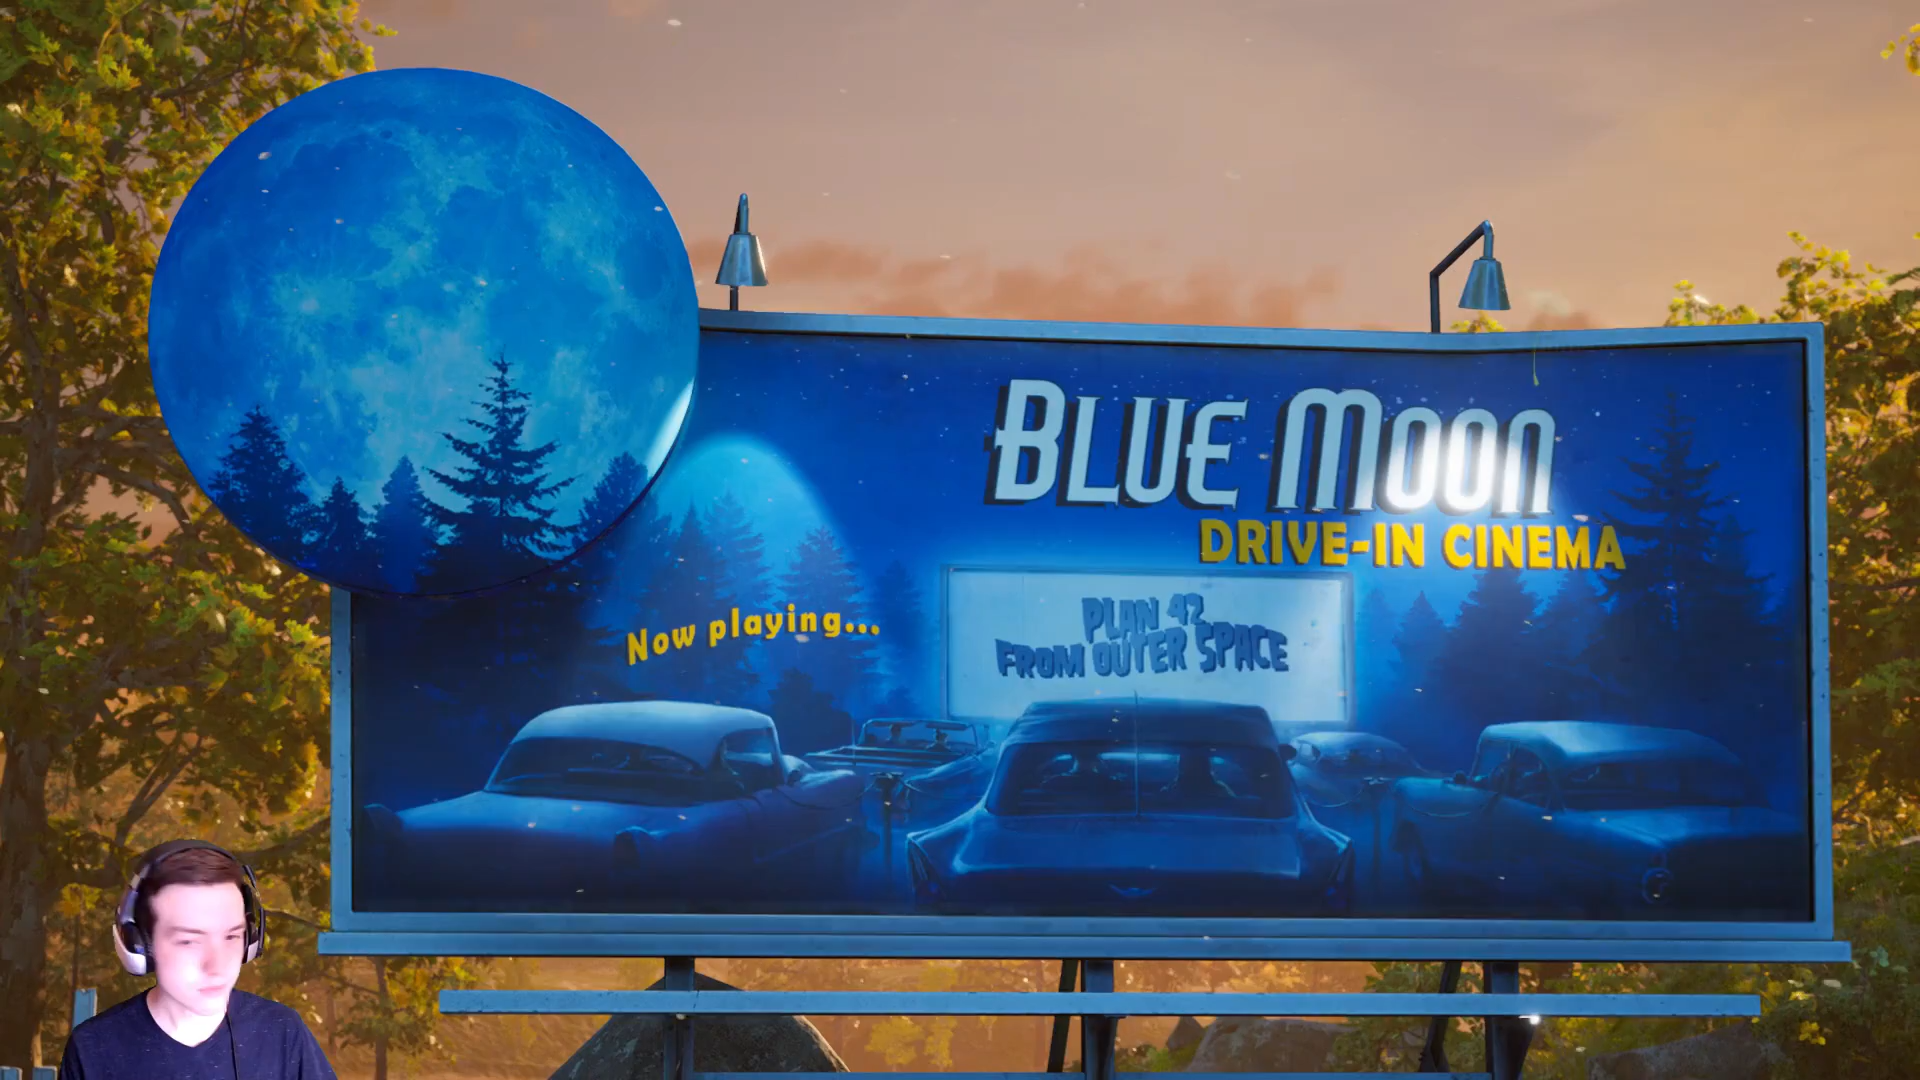 BLUE MOON
DRIVE-IN CINEMA
Now playing...
PLAN 42
FROM OUTER SPACE